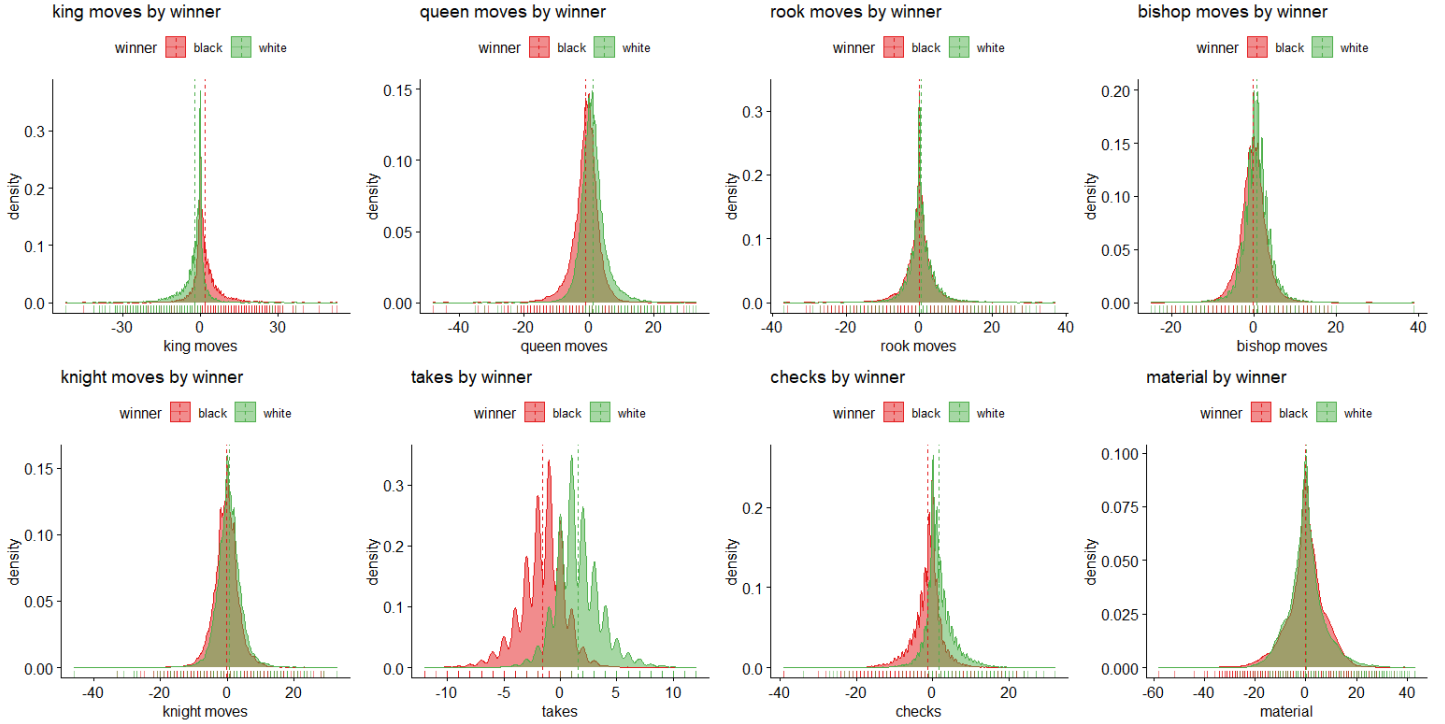 king moves by winner
winner black white
density
0.3
0.2
0.1
0.0
-30 0 30
king moves
queen moves by winner
winner black white
density
0.15
0.10
0.05
0.00
-40 -20 0 20
queen moves
rook moves by winner
winner black white
density
0.3
0.2
0.1
0.0
-40 -20 0 20 40
rook moves
bishop moves by winner
winner black white
density
0.20
0.15
0.10
0.05
0.00
-20 0 20 40
bishop moves
knight moves by winner
winner black white
density
0.15
0.10
0.05
0.00
-40 -20 0 20
knight moves
takes by winner
winner black white
density
0.3
0.2
0.1
0.0
-10 -5 0 5 10
takes
checks by winner
winner black white
density
0.2
0.1
0.0
-40 -20 0 20
checks
material by winner
winner black white
density
0.100
0.075
0.050
0.025
0.000
-60 -40 -20 0 20 40
material